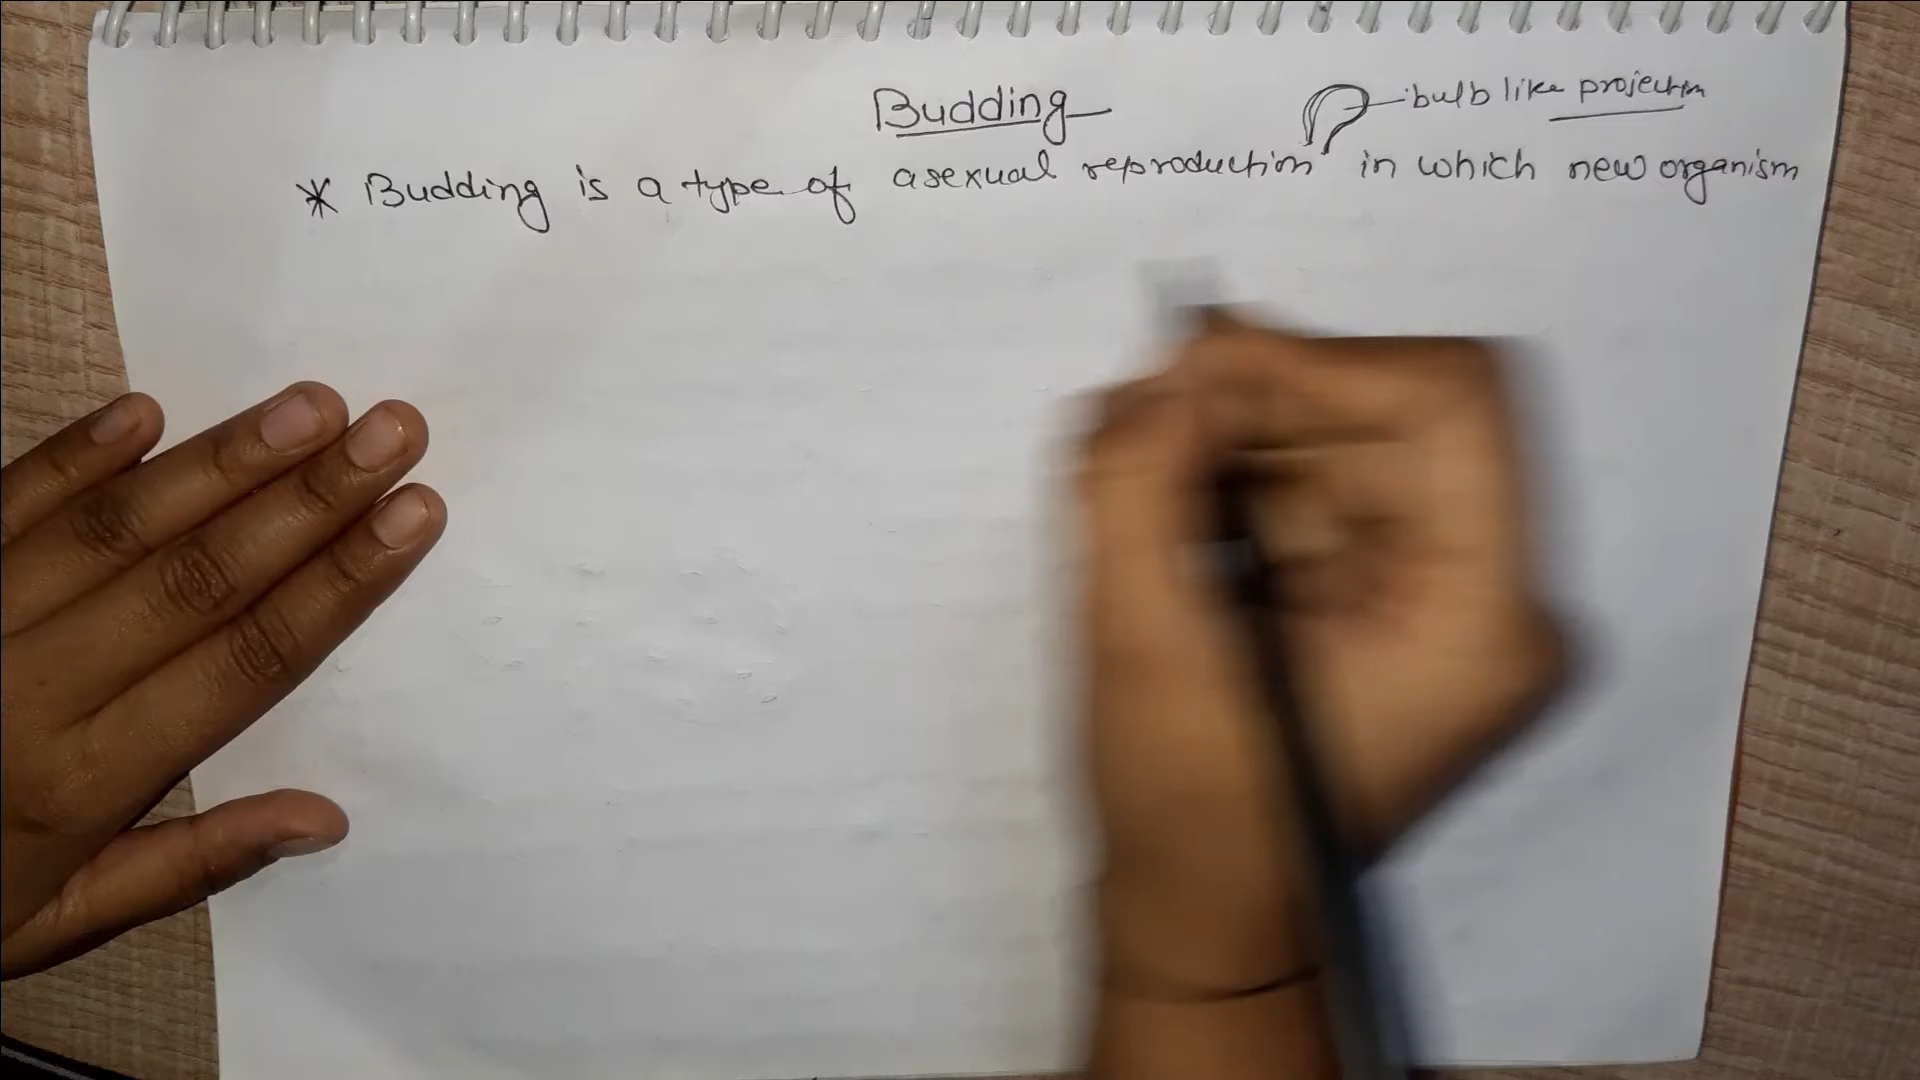 Budding
bulb like projection
* Budding is a type of asexual reproduction in which new organism